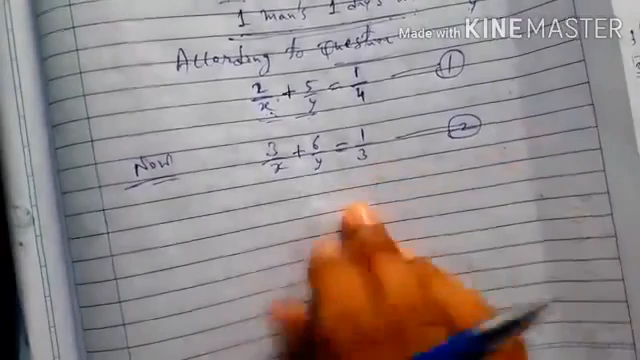 Made with KINEMASTER
1 man's 1 day's
According to question
2/x + 5/y = 1/4 — ①
Now 3/x + 6/y = 1/3 — ②